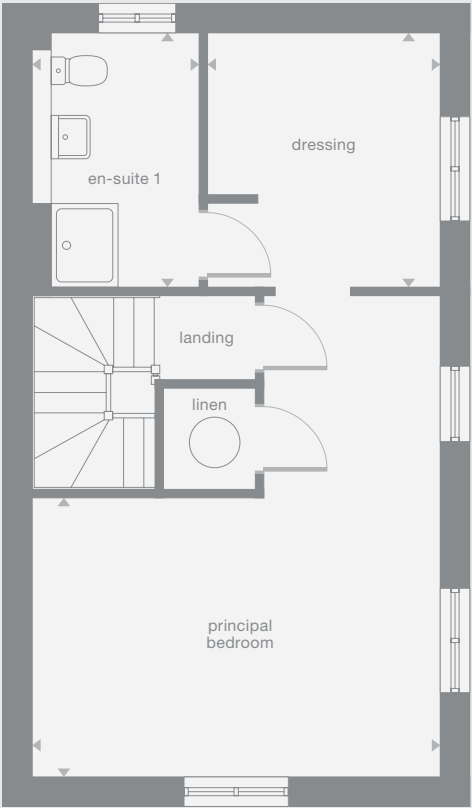 dressing
en-suite 1
landing
linen
principal
bedroom